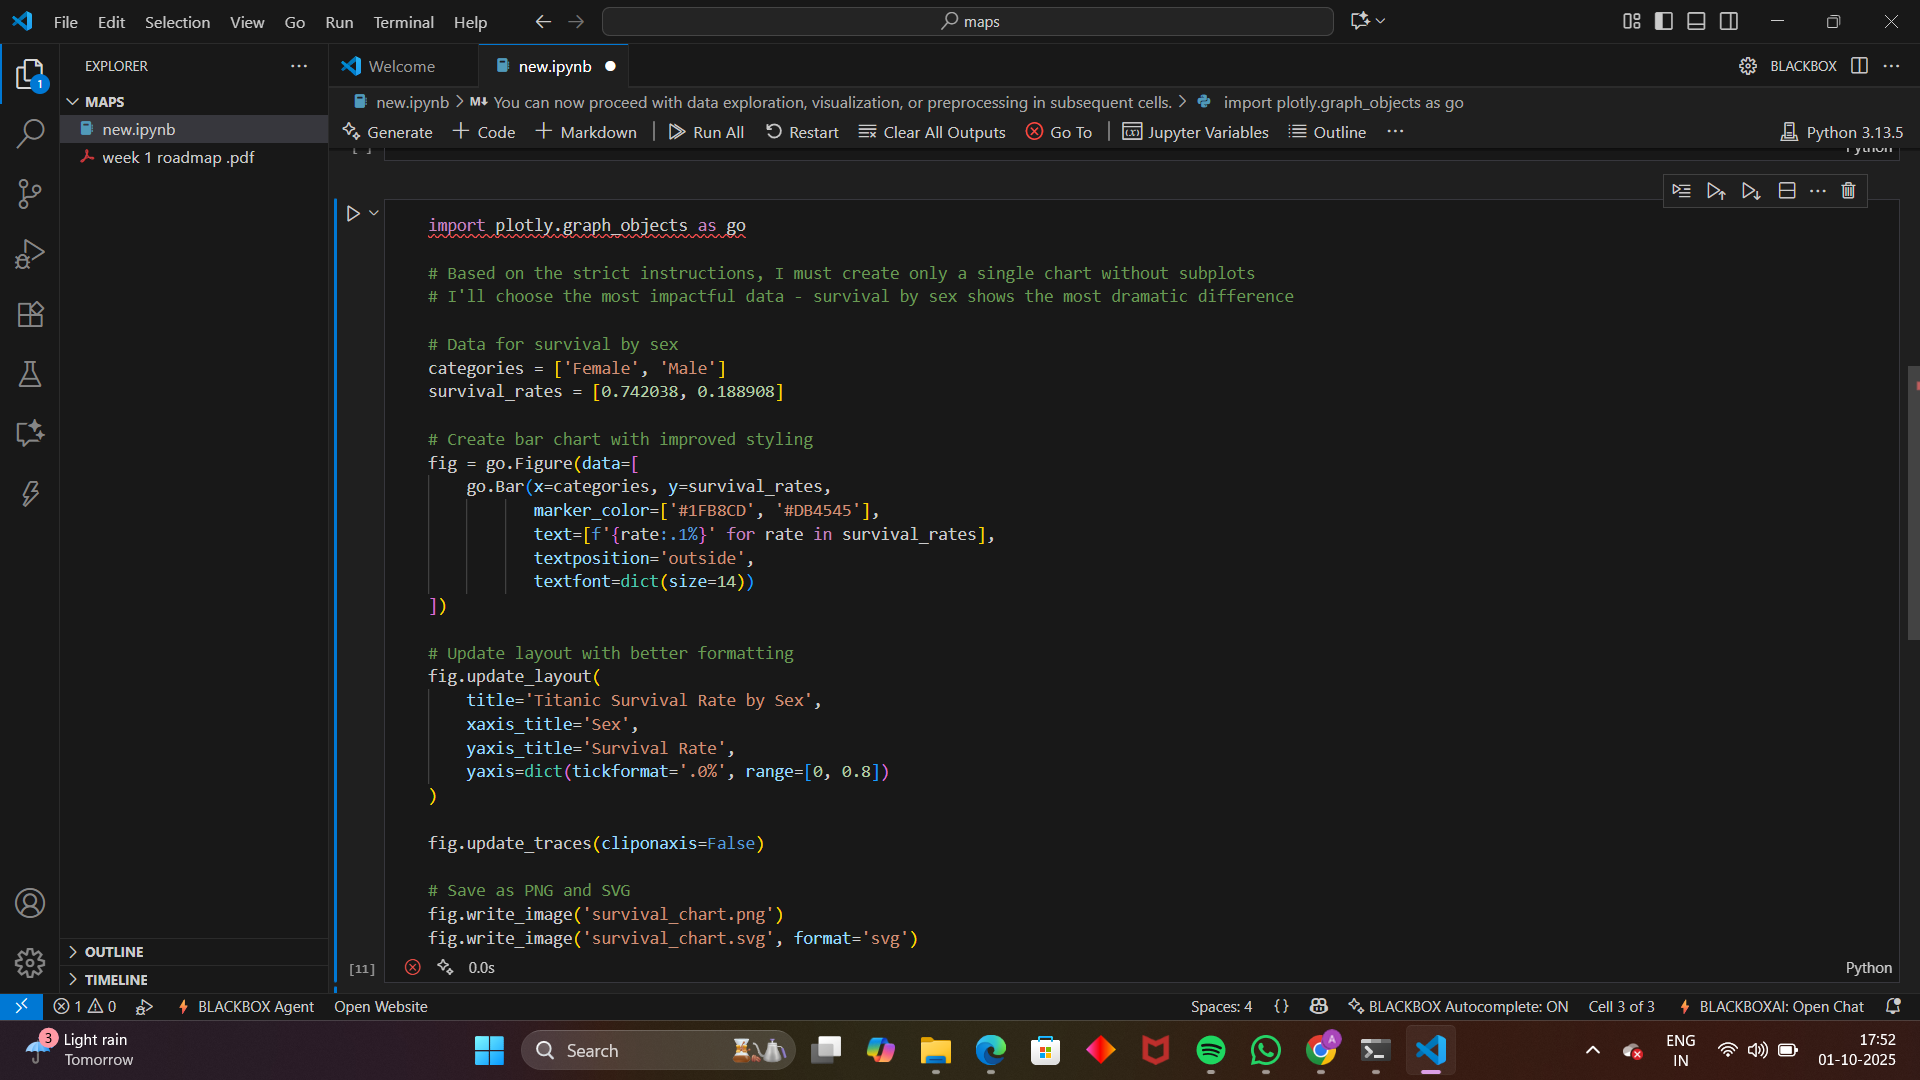 File Edit Selection View Go Run Terminal Help
maps
EXPLORER
Welcome
new.ipynb
BLACKBOX
MAPS
new.ipynb
week 1 roadmap .pdf
new.ipynb > M↓ You can now proceed with data exploration, visualization, or preprocessing in subsequent cells. > import plotly.graph_objects as go
Generate + Code + Markdown Run All Restart Clear All Outputs Go To Jupyter Variables Outline ... Python 3.13.5
[ ] Python
import plotly.graph_objects as go
# Based on the strict instructions, I must create only a single chart without subplots
# I'll choose the most impactful data - survival by sex shows the most dramatic difference
# Data for survival by sex
categories = ['Female', 'Male']
survival_rates = [0.742038, 0.188908]
# Create bar chart with improved styling
fig = go.Figure(data=[
go.Bar(x=categories, y=survival_rates,
marker_color=['#1FB8CD', '#DB4545'],
text=[f'{rate:.1%}' for rate in survival_rates],
textposition='outside',
textfont=dict(size=14))
])
# Update layout with better formatting
fig.update_layout(
title='Titanic Survival Rate by Sex',
xaxis_title='Sex',
yaxis_title='Survival Rate',
yaxis=dict(tickformat='.0%', range=[0, 0.8])
)
fig.update_traces(cliponaxis=False)
# Save as PNG and SVG
fig.write_image('survival_chart.png')
fig.write_image('survival_chart.svg', format='svg')
[11] 0.0s Python
OUTLINE
TIMELINE
1 0 BLACKBOX Agent Open Website Spaces: 4 {} BLACKBOX Autocomplete: ON Cell 3 of 3 BLACKBOXAI: Open Chat
1
3
Light rain
Tomorrow
Search
A
ENG
IN
17:52
01-10-2025